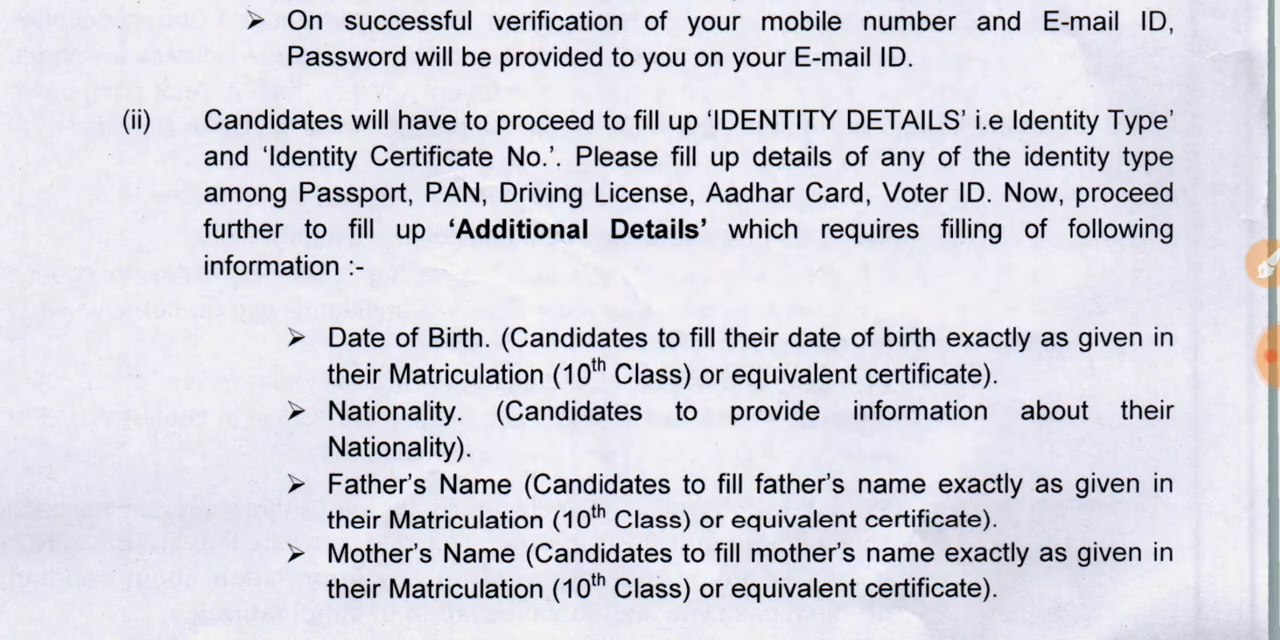 ➢ On successful verification of your mobile number and E-mail ID,
Password will be provided to you on your E-mail ID.
(ii) Candidates will have to proceed to fill up ‘IDENTITY DETAILS’ i.e Identity Type’
and ‘Identity Certificate No.’. Please fill up details of any of the identity type
among Passport, PAN, Driving License, Aadhar Card, Voter ID. Now, proceed
further to fill up ‘Additional Details’ which requires filling of following
information :-
➢ Date of Birth. (Candidates to fill their date of birth exactly as given in
their Matriculation (10th Class) or equivalent certificate).
➢ Nationality. (Candidates to provide information about their
Nationality).
➢ Father’s Name (Candidates to fill father’s name exactly as given in
their Matriculation (10th Class) or equivalent certificate).
➢ Mother’s Name (Candidates to fill mother’s name exactly as given in
their Matriculation (10th Class) or equivalent certificate).